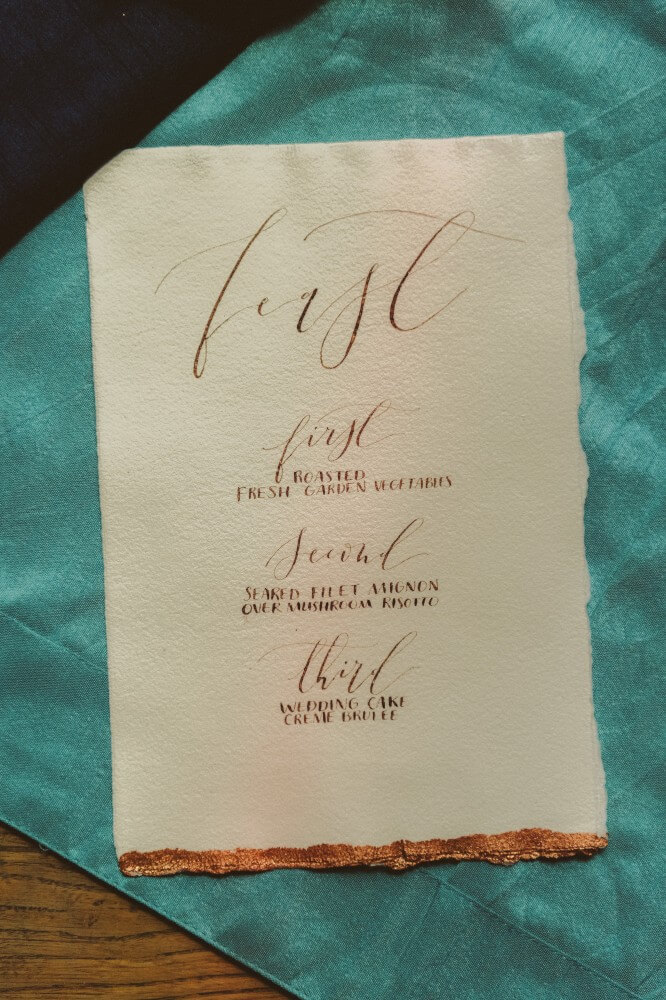 feast
first
ROASTED
FRESH GARDEN VEGETABLES
second
SEARED FILET MIGNON
OVER MUSHROOM RISOTTO
third
WEDDING CAKE
CREME BRULEE